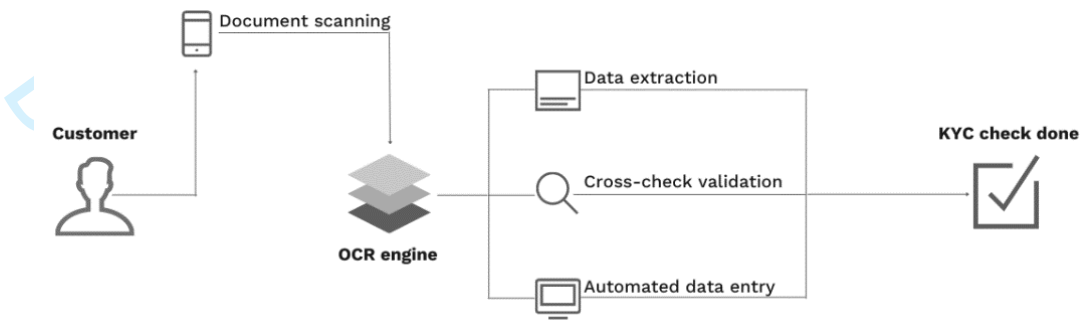 Document scanning
Data extraction
Customer
KYC check done
Cross-check validation
OCR engine
Automated data entry